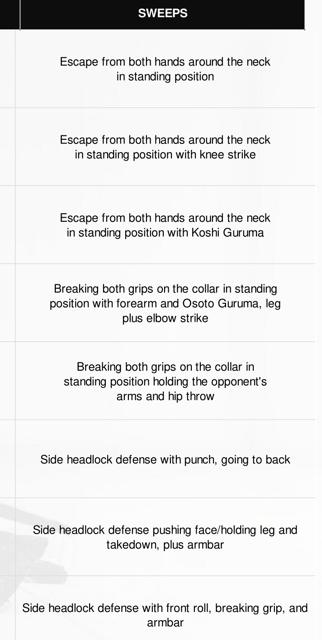 SWEEPS
Escape from both hands around the neck
in standing position
Escape from both hands around the neck
in standing position with knee strike
Escape from both hands around the neck
in standing position with Koshi Guruma
Breaking both grips on the collar in standing
position with forearm and Osoto Guruma, leg
plus elbow strike
Breaking both grips on the collar in
standing position holding the opponent's
arms and hip throw
Side headlock defense with punch, going to back
Side headlock defense pushing face/holding leg and
takedown, plus armbar
Side headlock defense with front roll, breaking grip, and
armbar